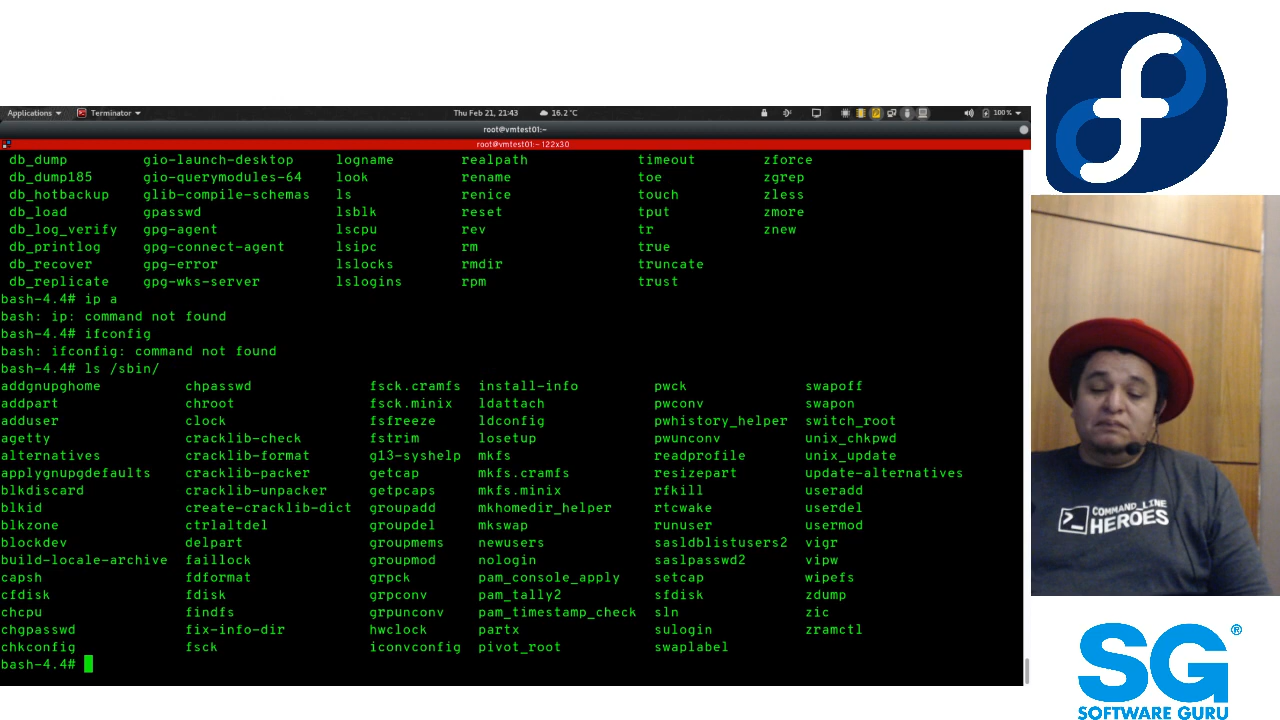 Applications Terminator Thu Feb 21, 21:43 16.2°C 100%
root@vmtest01:~
root@vmtest01:~ 122x30
db_dump gio-launch-desktop logname realpath timeout zforce
db_dump185 gio-querymodules-64 look rename toe zgrep
db_hotbackup glib-compile-schemas ls renice touch zless
db_load gpasswd lsblk reset tput zmore
db_log_verify gpg-agent lscpu rev tr znew
db_printlog gpg-connect-agent lsipc rm true
db_recover gpg-error lslocks rmdir truncate
db_replicate gpg-wks-server lslogins rpm trust
bash-4.4# ip a
bash: ip: command not found
bash-4.4# ifconfig
bash: ifconfig: command not found
bash-4.4# ls /sbin/
addgnupghome chpasswd fsck.cramfs install-info pwck swapoff
addpart chroot fsck.minix ldattach pwconv swapon
adduser clock fsfreeze ldconfig pwhistory_helper switch_root
agetty cracklib-check fstrim losetup pwunconv unix_chkpwd
alternatives cracklib-format g13-syshelp mkfs readprofile unix_update
applygnupgdefaults cracklib-packer getcap mkfs.cramfs resizepart update-alternatives
blkdiscard cracklib-unpacker getpcaps mkfs.minix rfkill useradd
blkid create-cracklib-dict groupadd mkhomedir_helper rtcwake userdel
blkzone ctrlaltdel groupdel mkswap runuser usermod
blockdev delpart groupmems newusers sasldblistusers2 vigr
build-locale-archive faillock groupmod nologin saslpasswd2 vipw
capsh fdformat grpck pam_console_apply setcap wipefs
cfdisk fdisk grpconv pam_tally2 sfdisk zdump
chcpu findfs grpunconv pam_timestamp_check sln zic
chgpasswd fix-info-dir hwclock partx sulogin zramctl
chkconfig fsck iconvconfig pivot_root swaplabel
bash-4.4#
COMMAND_LINE
HEROES
SG®
SOFTWARE GURU